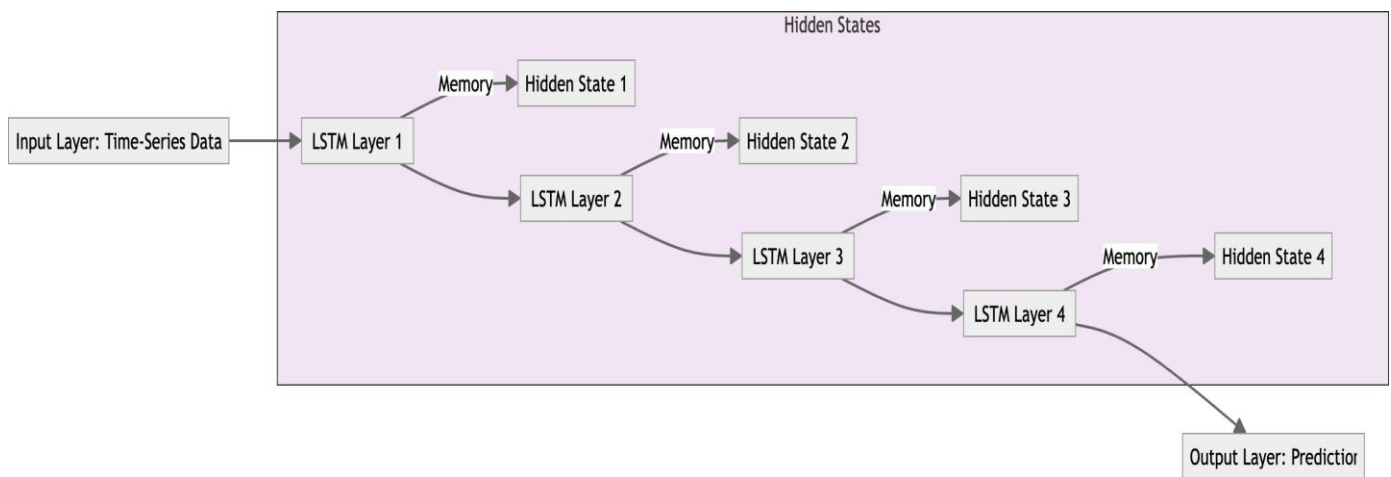 Hidden States
Memory
Hidden State 1
Input Layer: Time-Series Data
LSTM Layer 1
Memory
Hidden State 2
LSTM Layer 2
Memory
Hidden State 3
LSTM Layer 3
Memory
Hidden State 4
LSTM Layer 4
Output Layer: Prediction